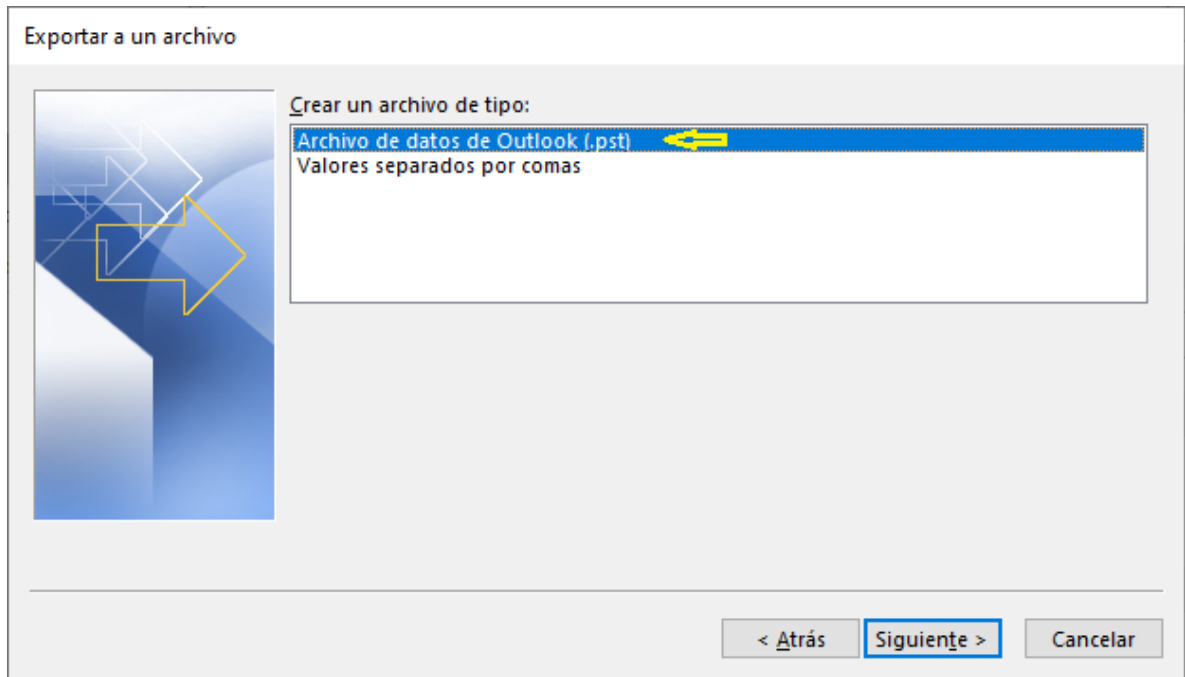 Exportar a un archivo
Crear un archivo de tipo:
Archivo de datos de Outlook (.pst)
Valores separados por comas
< Atrás
Siguiente >
Cancelar